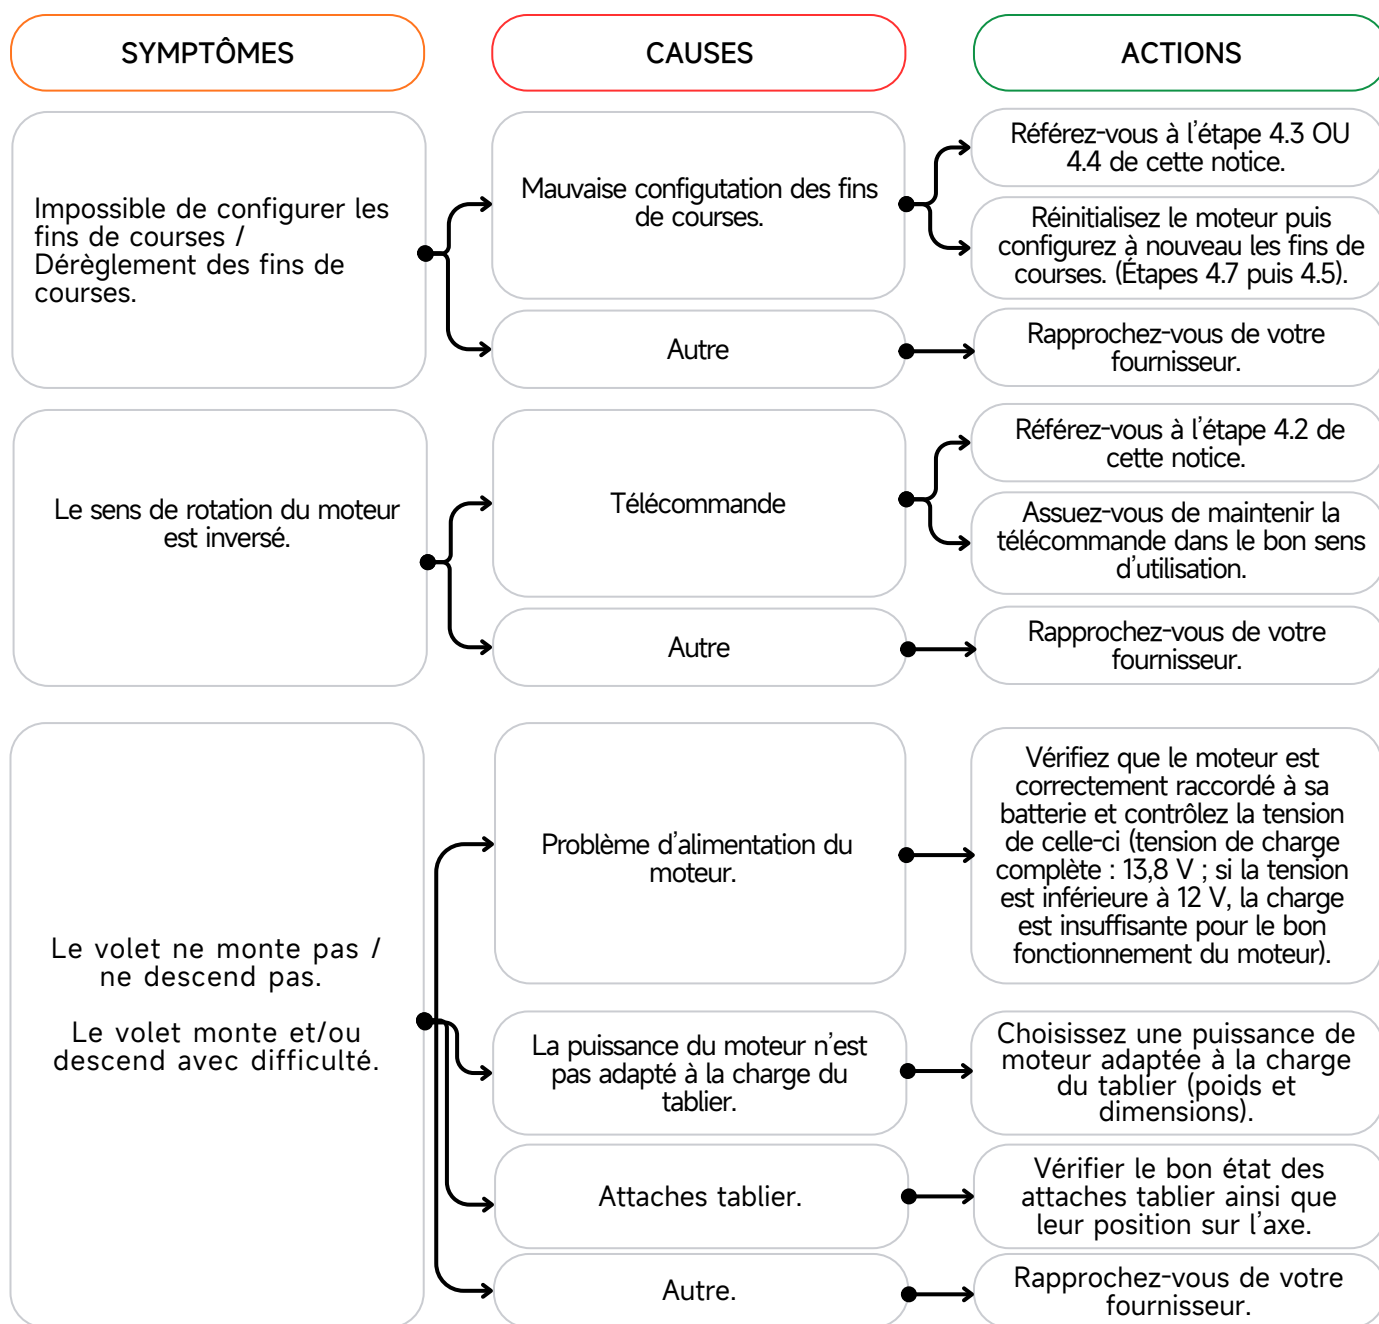 SYMPTÔMES
CAUSES
ACTIONS
Impossible de configurer les
fins de courses /
Dérèglement des fins de
courses.
Mauvaise configutation des fins
de courses.
Référez-vous à l'étape 4.3 OU
4.4 de cette notice.
Réinitialisez le moteur puis
configurez à nouveau les fins de
courses. (Étapes 4.7 puis 4.5).
Autre
Rapprochez-vous de votre
fournisseur.
Le sens de rotation du moteur
est inversé.
Télécommande
Référez-vous à l'étape 4.2 de
cette notice.
Assuez-vous de maintenir la
télécommande dans le bon sens
d'utilisation.
Autre
Rapprochez-vous de votre
fournisseur.
Le volet ne monte pas /
ne descend pas.
Le volet monte et/ou
descend avec difficulté.
Problème d'alimentation du
moteur.
Vérifiez que le moteur est
correctement raccordé à sa
batterie et contrôlez la tension
de celle-ci (tension de charge
complète : 13,8 V ; si la tension
est inférieure à 12 V, la charge
est insuffisante pour le bon
fonctionnement du moteur).
La puissance du moteur n'est
pas adapté à la charge du
tablier.
Choisissez une puissance de
moteur adaptée à la charge
du tablier (poids et
dimensions).
Attaches tablier.
Vérifier le bon état des
attaches tablier ainsi que
leur position sur l'axe.
Autre.
Rapprochez-vous de votre
fournisseur.